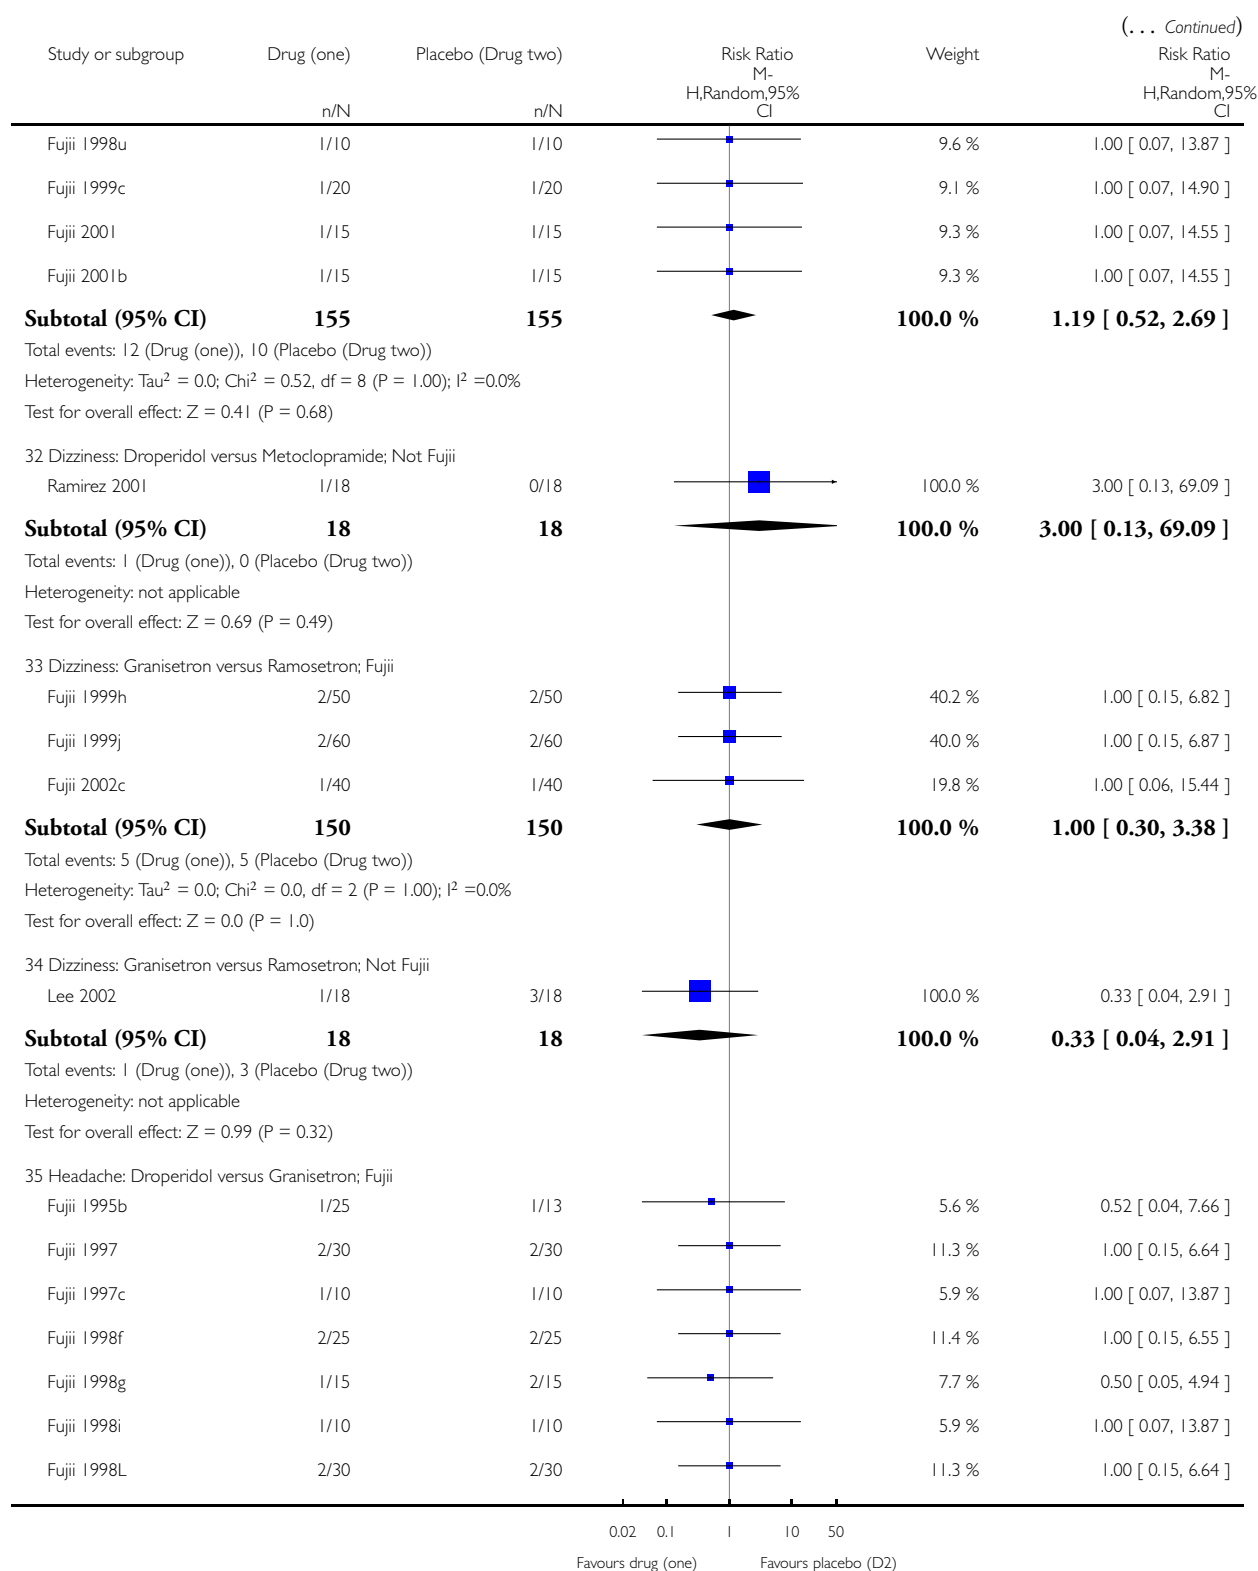 (... Continued)
Study or subgroup Drug (one) Placebo (Drug two) Risk Ratio Weight Risk Ratio
M-H,Random,95% CI M-H,Random,95% CI
n/N n/N
Fujii 1998u 1/10 1/10 9.6 % 1.00 [ 0.07, 13.87 ]
Fujii 1999c 1/20 1/20 9.1 % 1.00 [ 0.07, 14.90 ]
Fujii 2001 1/15 1/15 9.3 % 1.00 [ 0.07, 14.55 ]
Fujii 2001b 1/15 1/15 9.3 % 1.00 [ 0.07, 14.55 ]
Subtotal (95% CI) 155 155 100.0 % 1.19 [ 0.52, 2.69 ]
Total events: 12 (Drug (one)), 10 (Placebo (Drug two))
Heterogeneity: Tau² = 0.0; Chi² = 0.52, df = 8 (P = 1.00); I² =0.0%
Test for overall effect: Z = 0.41 (P = 0.68)
32 Dizziness: Droperidol versus Metoclopramide; Not Fujii
Ramirez 2001 1/18 0/18 100.0 % 3.00 [ 0.13, 69.09 ]
Subtotal (95% CI) 18 18 100.0 % 3.00 [ 0.13, 69.09 ]
Total events: 1 (Drug (one)), 0 (Placebo (Drug two))
Heterogeneity: not applicable
Test for overall effect: Z = 0.69 (P = 0.49)
33 Dizziness: Granisetron versus Ramosetron; Fujii
Fujii 1999h 2/50 2/50 40.2 % 1.00 [ 0.15, 6.82 ]
Fujii 1999j 2/60 2/60 40.0 % 1.00 [ 0.15, 6.87 ]
Fujii 2002c 1/40 1/40 19.8 % 1.00 [ 0.06, 15.44 ]
Subtotal (95% CI) 150 150 100.0 % 1.00 [ 0.30, 3.38 ]
Total events: 5 (Drug (one)), 5 (Placebo (Drug two))
Heterogeneity: Tau² = 0.0; Chi² = 0.0, df = 2 (P = 1.00); I² =0.0%
Test for overall effect: Z = 0.0 (P = 1.0)
34 Dizziness: Granisetron versus Ramosetron; Not Fujii
Lee 2002 1/18 3/18 100.0 % 0.33 [ 0.04, 2.91 ]
Subtotal (95% CI) 18 18 100.0 % 0.33 [ 0.04, 2.91 ]
Total events: 1 (Drug (one)), 3 (Placebo (Drug two))
Heterogeneity: not applicable
Test for overall effect: Z = 0.99 (P = 0.32)
35 Headache: Droperidol versus Granisetron; Fujii
Fujii 1995b 1/25 1/13 5.6 % 0.52 [ 0.04, 7.66 ]
Fujii 1997 2/30 2/30 11.3 % 1.00 [ 0.15, 6.64 ]
Fujii 1997c 1/10 1/10 5.9 % 1.00 [ 0.07, 13.87 ]
Fujii 1998f 2/25 2/25 11.4 % 1.00 [ 0.15, 6.55 ]
Fujii 1998g 1/15 2/15 7.7 % 0.50 [ 0.05, 4.94 ]
Fujii 1998i 1/10 1/10 5.9 % 1.00 [ 0.07, 13.87 ]
Fujii 1998L 2/30 2/30 11.3 % 1.00 [ 0.15, 6.64 ]
0.02 0.1 1 10 50
Favours drug (one) Favours placebo (D2)